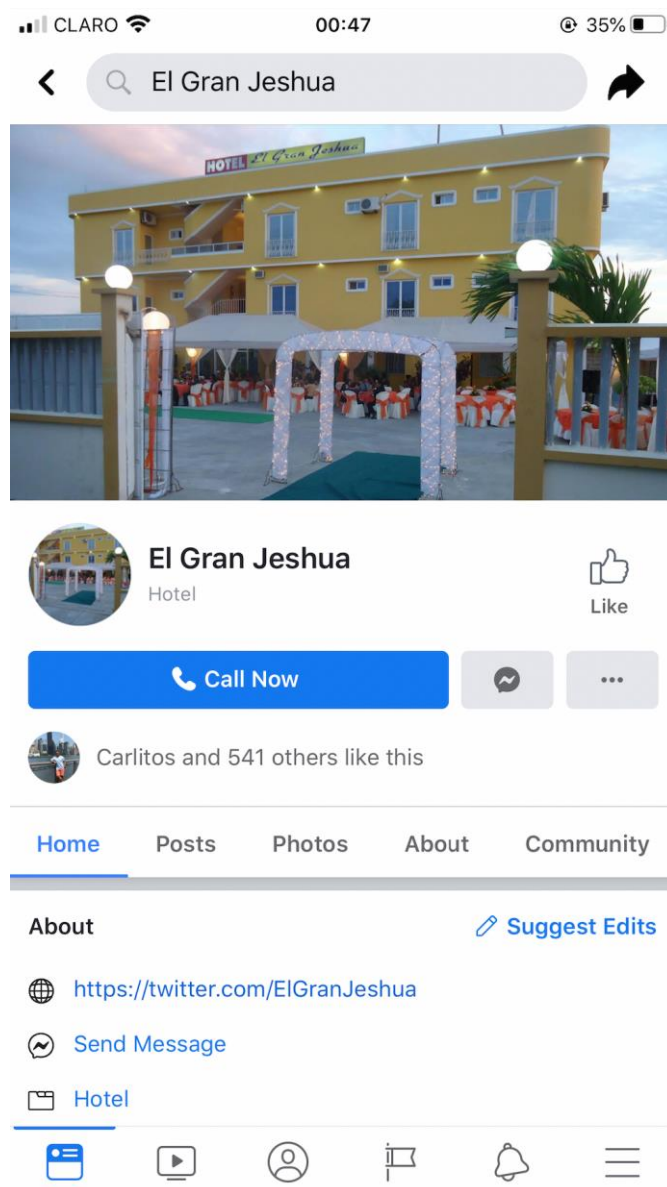 CLARO 00:47 35%
El Gran Jeshua
HOTEL El Gran Jeshua
El Gran Jeshua
Hotel
Like
Call Now
Carlitos and 541 others like this
Home Posts Photos About Community
About Suggest Edits
https://twitter.com/ElGranJeshua
Send Message
Hotel